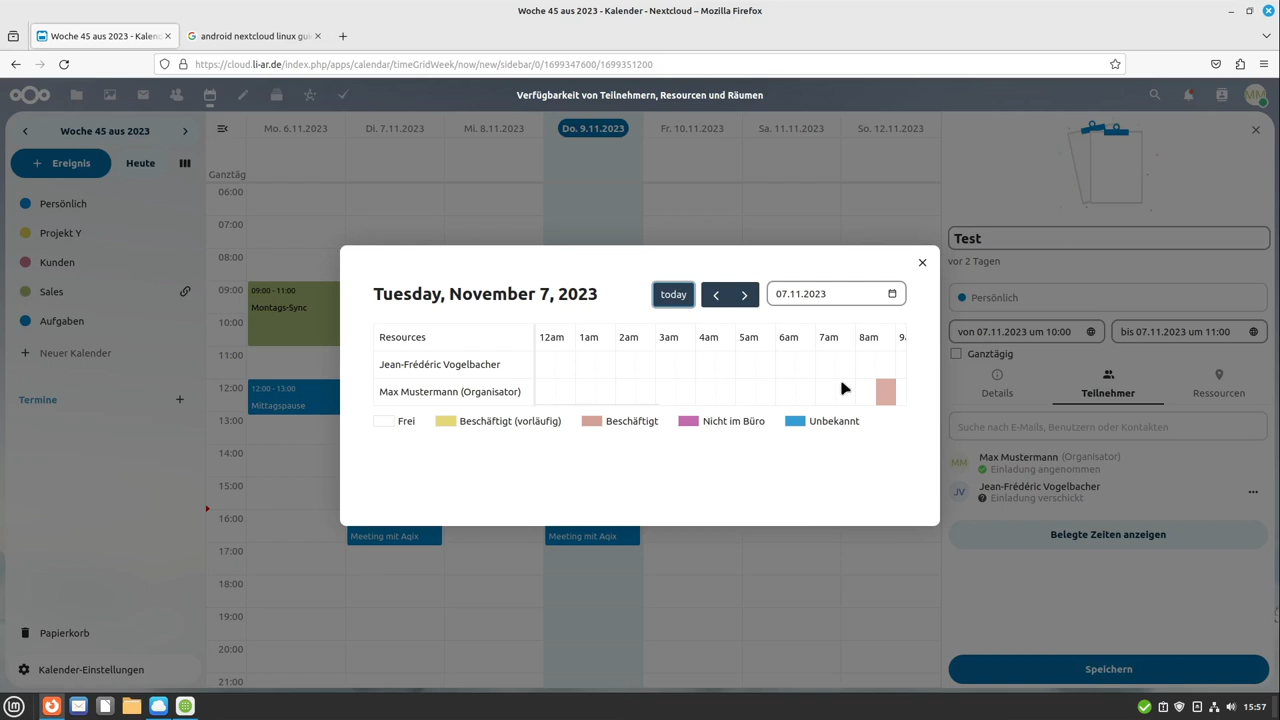 Woche 45 aus 2023 - Kalender - Nextcloud – Mozilla Firefox
Woche 45 aus 2023 - Kalend
android nextcloud linux gui
https://cloud.li-ar.de/index.php/apps/calendar/timeGridWeek/now/new/sidebar/0/1699347600/1699351200
Verfügbarkeit von Teilnehmern, Resourcen und Räumen
MM
Woche 45 aus 2023
Mo. 6.11.2023
Di. 7.11.2023
Mi. 8.11.2023
Do. 9.11.2023
Fr. 10.11.2023
Sa. 11.11.2023
So. 12.11.2023
+ Ereignis
Heute
Ganztäg
Persönlich
Projekt Y
Kunden
Sales
Aufgaben
+ Neuer Kalender
Termine
+
Papierkorb
Kalender-Einstellungen
06:00
07:00
08:00
09:00
10:00
11:00
12:00
13:00
14:00
15:00
16:00
17:00
18:00
19:00
20:00
21:00
09:00 - 11:00
Montags-Sync
12:00 - 13:00
Mittagspause
Meeting mit Aqix
Meeting mit Aqix
Tuesday, November 7, 2023
today
07.11.2023
Resources
12am
1am
2am
3am
4am
5am
6am
7am
8am
Jean-Frédéric Vogelbacher
Max Mustermann (Organisator)
Frei
Beschäftigt (vorläufig)
Beschäftigt
Nicht im Büro
Unbekannt
Test
vor 2 Tagen
Persönlich
von 07.11.2023 um 10:00
bis 07.11.2023 um 11:00
Ganztägig
Details
Teilnehmer
Ressourcen
Suche nach E-Mails, Benutzern oder Kontakten
MM
Max Mustermann (Organisator)
Einladung angenommen
JV
Jean-Frédéric Vogelbacher
Einladung verschickt
Belegte Zeiten anzeigen
Speichern
15:57